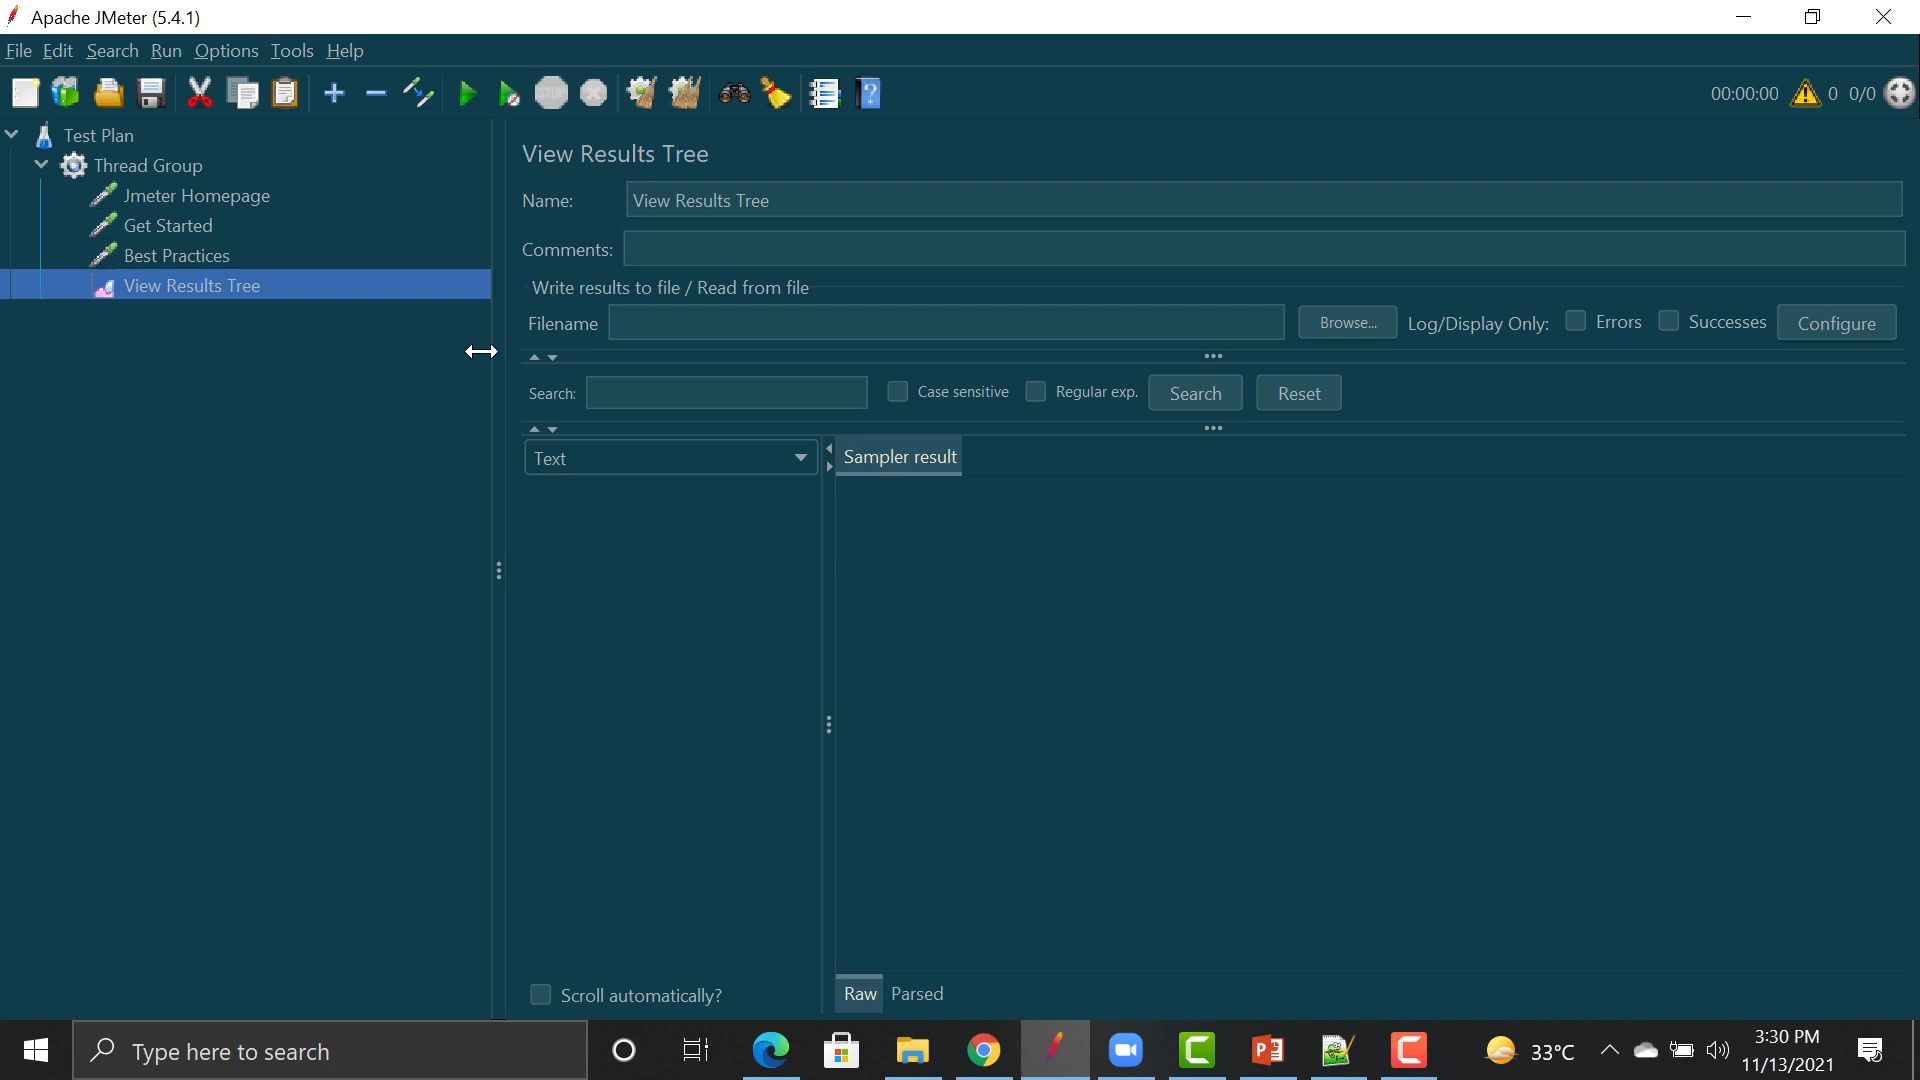 Apache JMeter (5.4.1)
File Edit Search Run Options Tools Help
STOP
00:00:00 0 0/0
Test Plan
Thread Group
Jmeter Homepage
Get Started
Best Practices
View Results Tree
View Results Tree
Name: View Results Tree
Comments:
Write results to file / Read from file
Filename Browse... Log/Display Only: Errors Successes Configure
Search: Case sensitive Regular exp. Search Reset
Text
Sampler result
Scroll automatically?
Raw Parsed
Type here to search
33°C
3:30 PM
11/13/2021